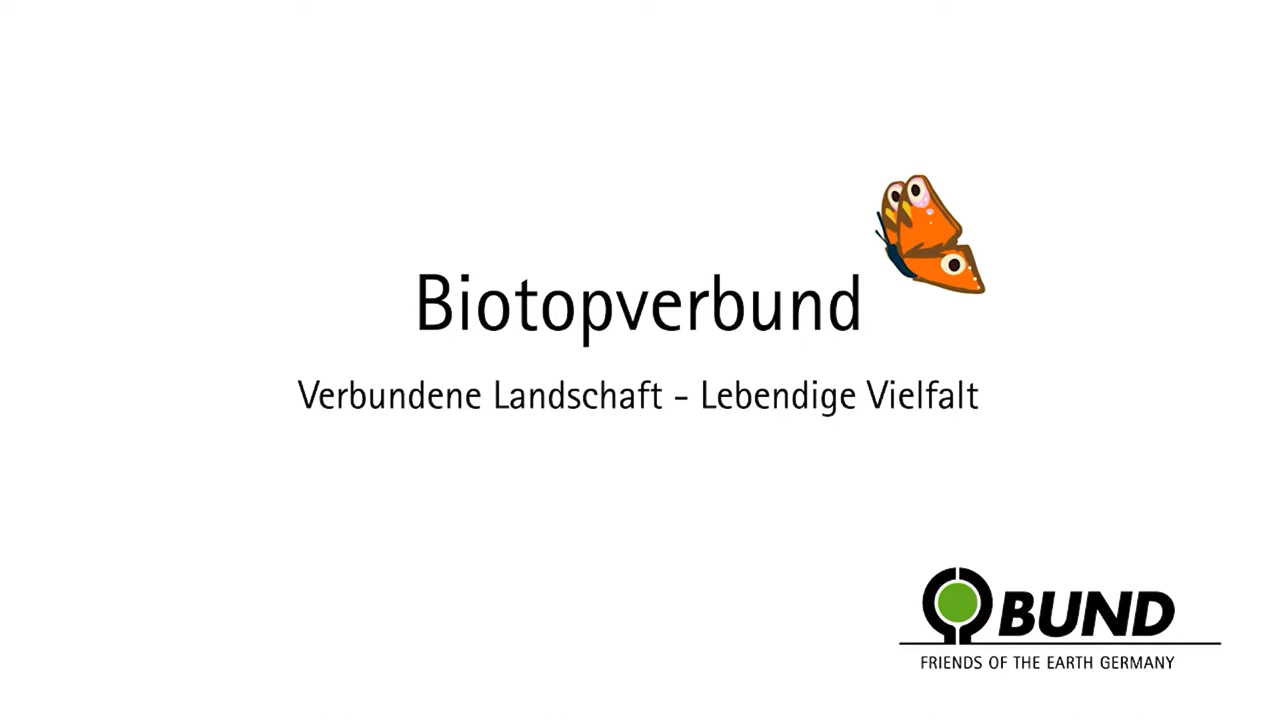 Biotopverbund
Verbundene Landschaft - Lebendige Vielfalt
BUND
FRIENDS OF THE EARTH GERMANY